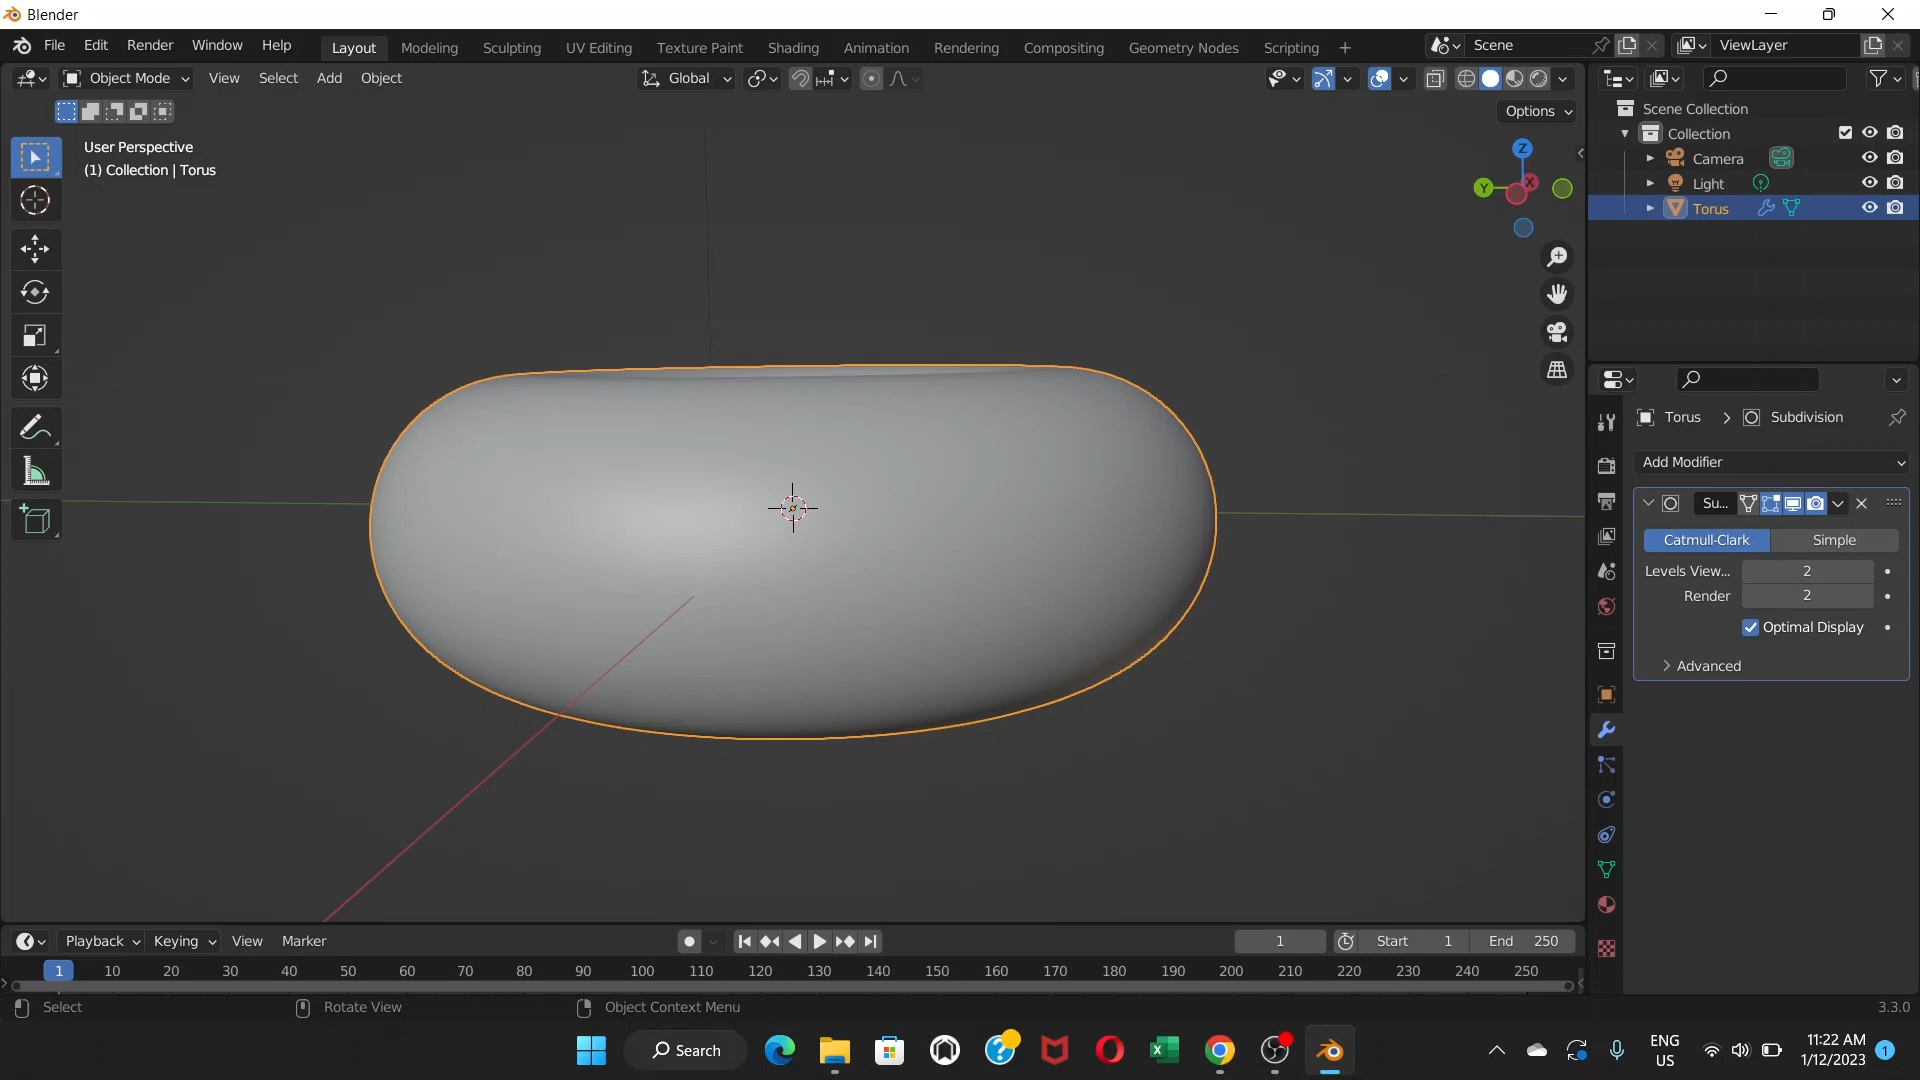 Blender
File Edit Render Window Help Layout Modeling Sculpting UV Editing Texture Paint Shading Animation Rendering Compositing Geometry Nodes Scripting + Scene ViewLayer
Object Mode View Select Add Object Global
Options
User Perspective
(1) Collection | Torus
Z
Y X
Scene Collection
Collection
Camera
Light
Torus
Torus > Subdivision
Add Modifier
Su...
Catmull-Clark Simple
Levels View... 2
Render 2
Optimal Display
> Advanced
Playback Keying View Marker 1 Start 1 End 250
1 10 20 30 40 50 60 70 80 90 100 110 120 130 140 150 160 170 180 190 200 210 220 230 240 250
Select Rotate View Object Context Menu 3.3.0
Search
ENG
US
11:22 AM
1/12/2023
1